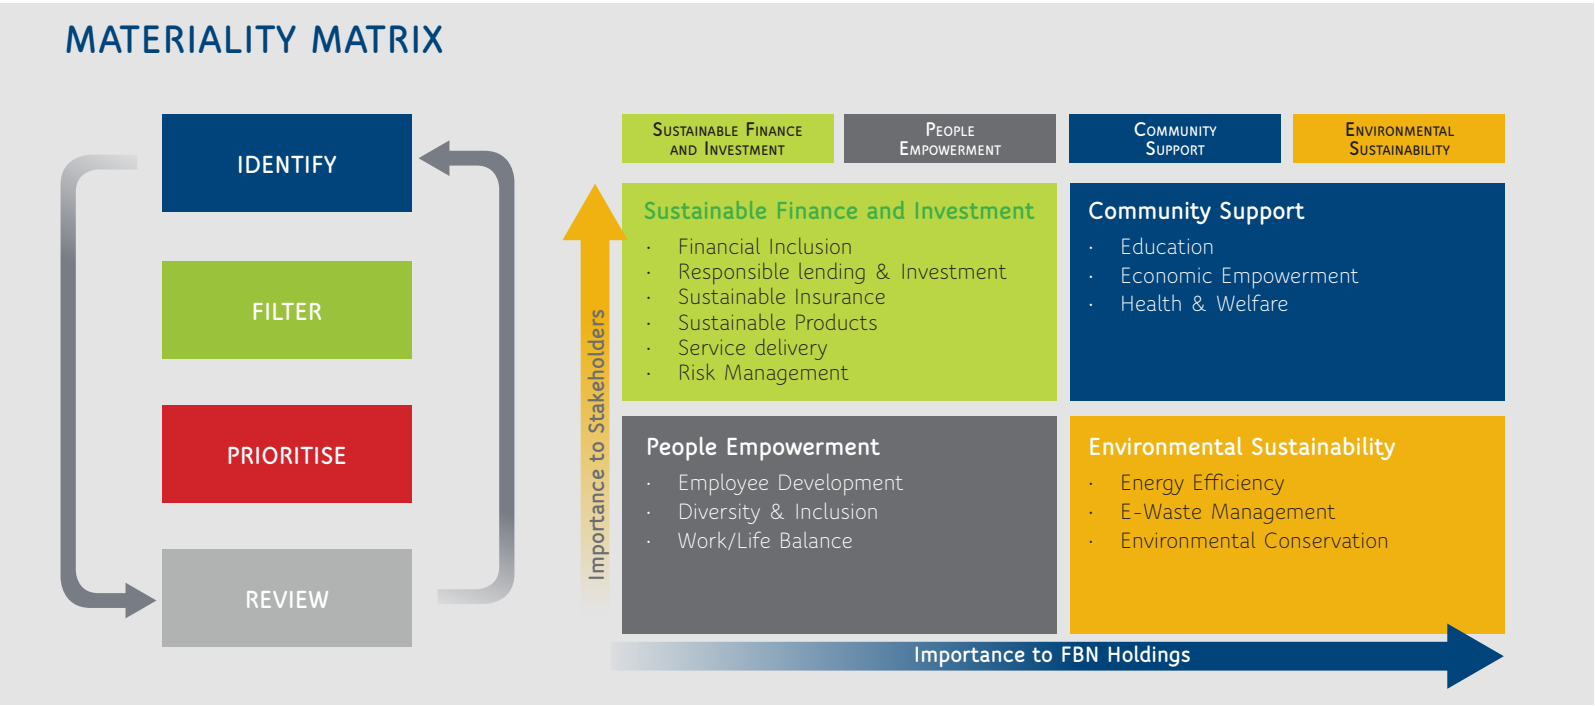 MATERIALITY MATRIX
IDENTIFY
FILTER
PRIORITISE
REVIEW
Sustainable Finance
and Investment
People
Empowerment
Community
Support
Environmental
Sustainability
Importance to Stakeholders
Sustainable Finance and Investment
· Financial Inclusion
· Responsible lending & Investment
· Sustainable Insurance
· Sustainable Products
· Service delivery
· Risk Management
Community Support
· Education
· Economic Empowerment
· Health & Welfare
People Empowerment
· Employee Development
· Diversity & Inclusion
· Work/Life Balance
Environmental Sustainability
· Energy Efficiency
· E-Waste Management
· Environmental Conservation
Importance to FBN Holdings